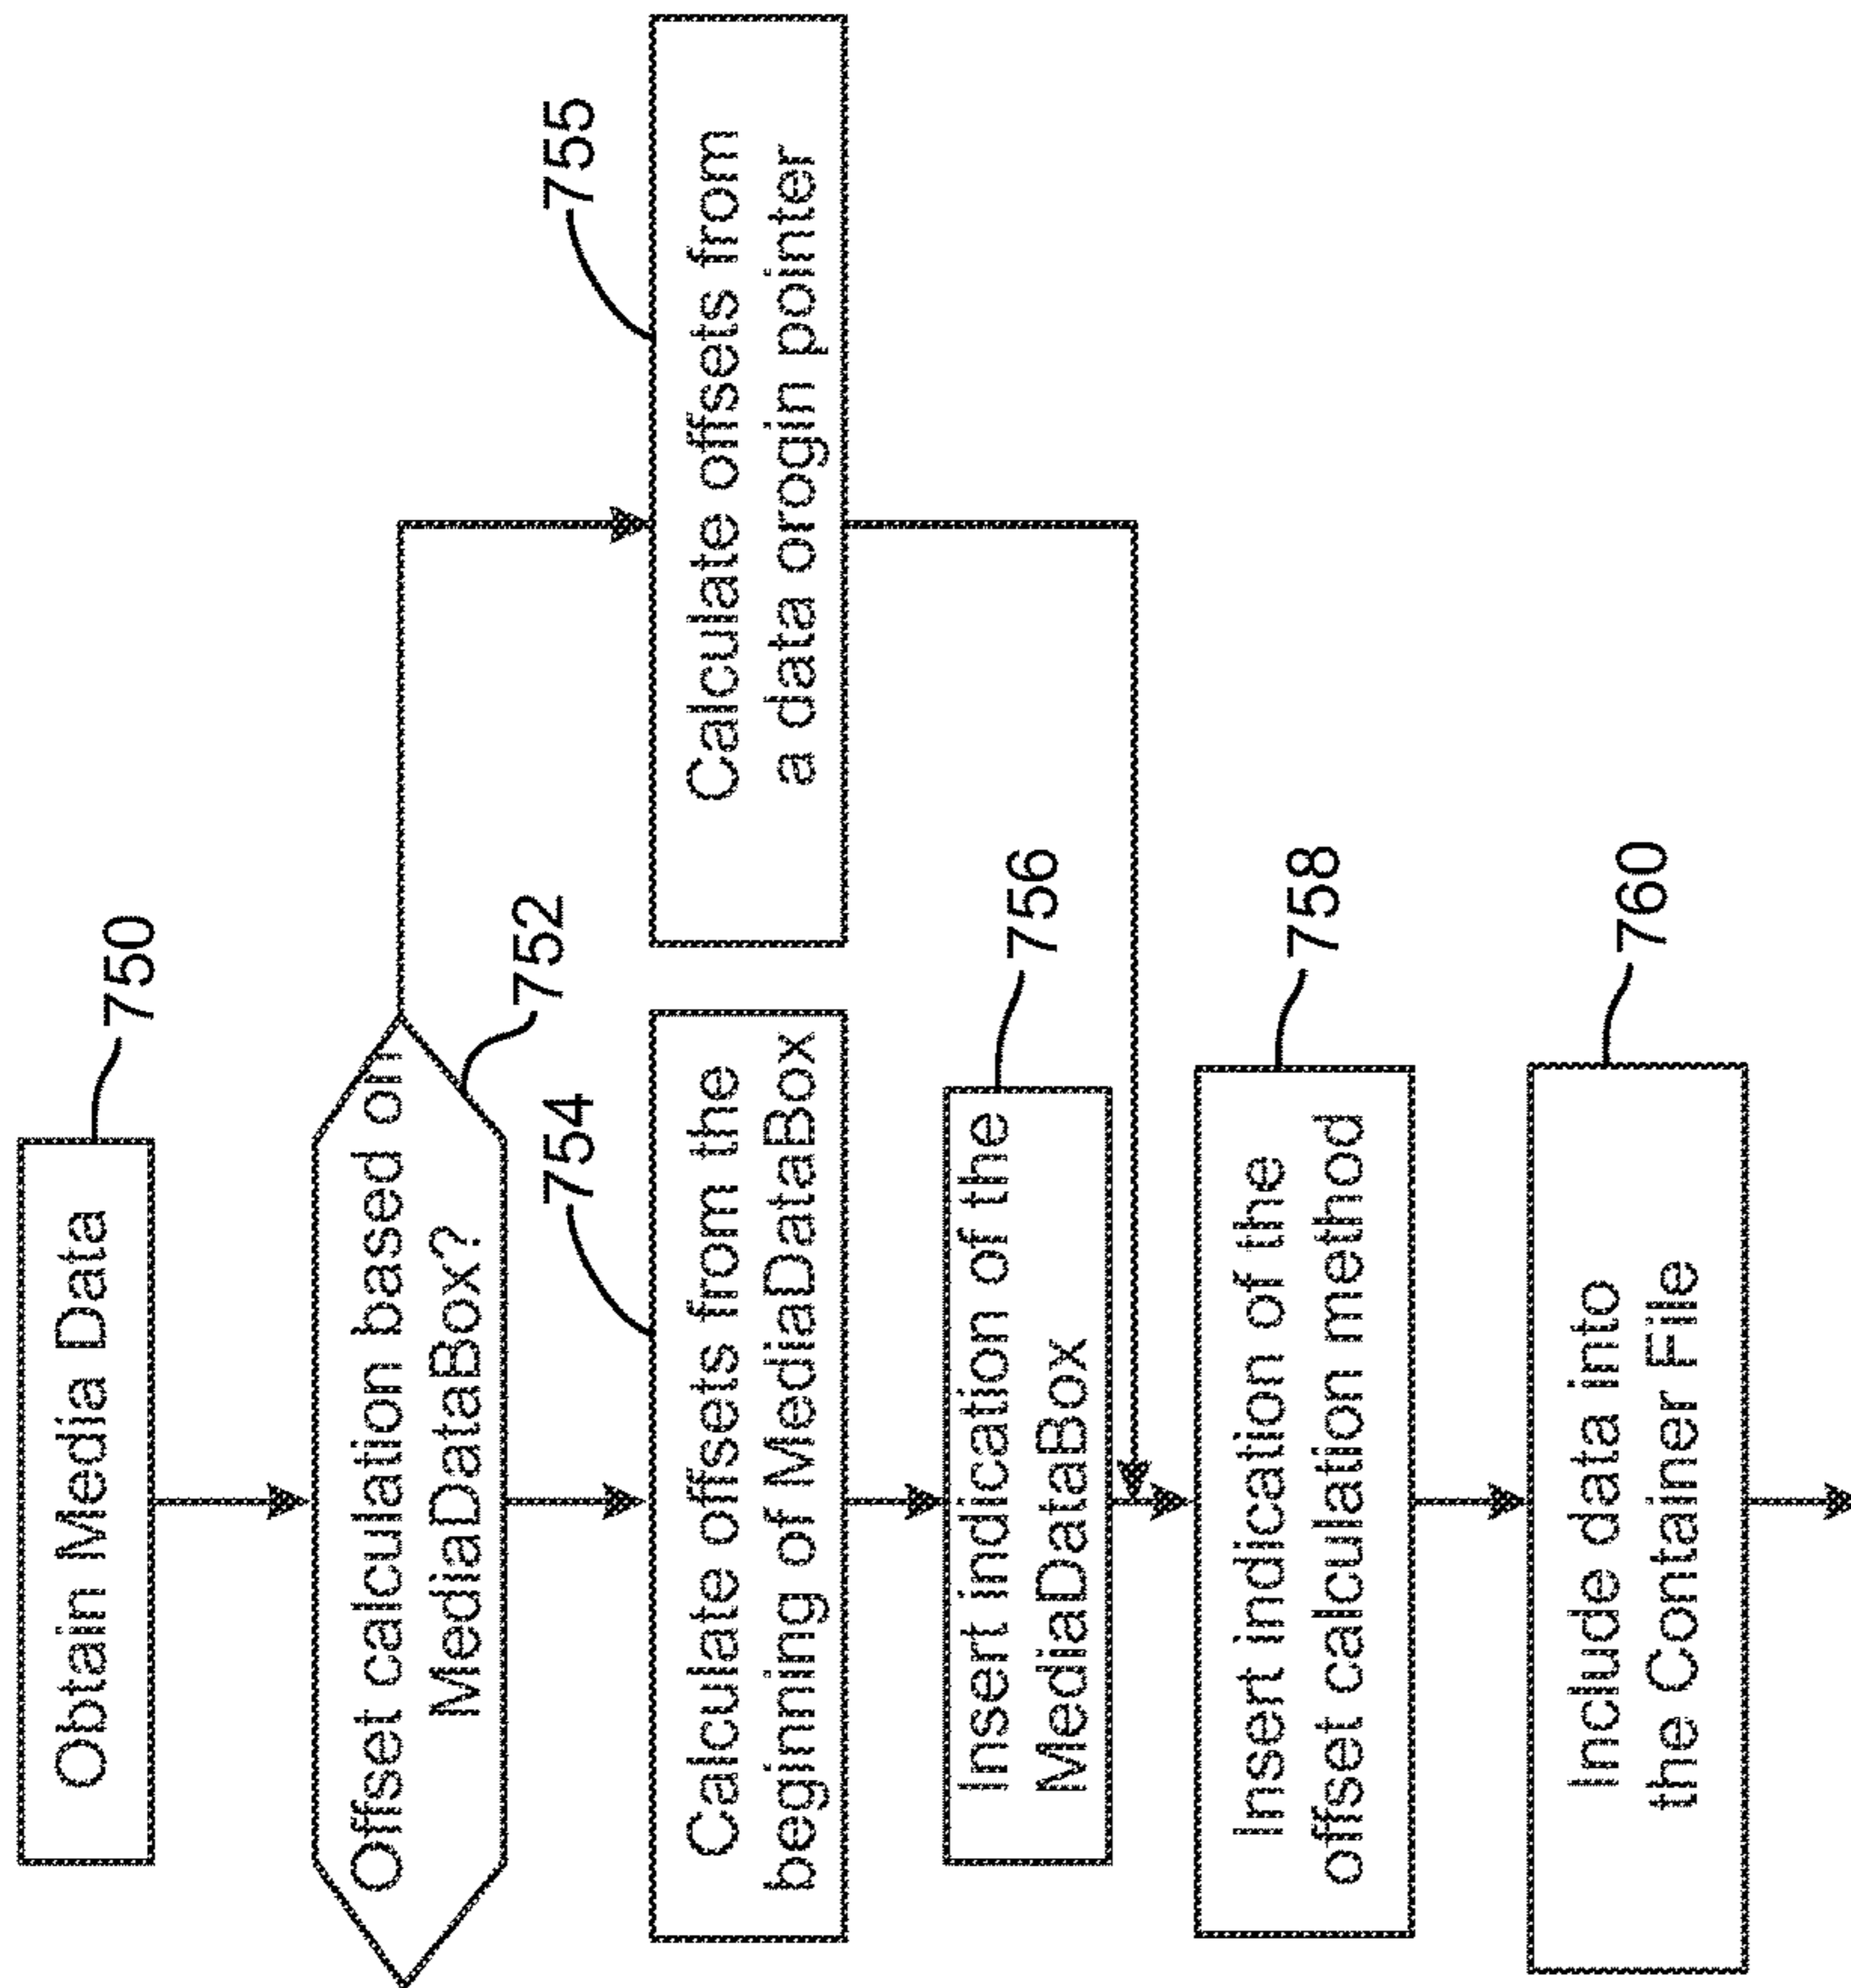 Obtain Media Data
750
Offset calculation based on
MediaDataBox?
752
Calculate offsets from the
beginning of MediaDataBox
754
Calculate offsets from
a data orogin pointer
755
Insert indication of the
MediaDataBox
756
Insert indication of the
offset calculation method
758
Include data into
the Container File
760